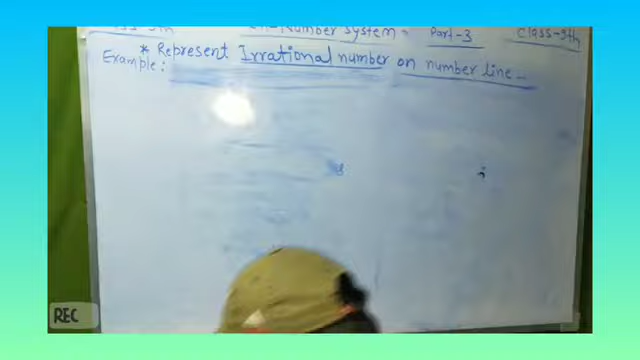 Number System Part-3 Class-9th
* Represent Irrational number on number line
Example:
REC